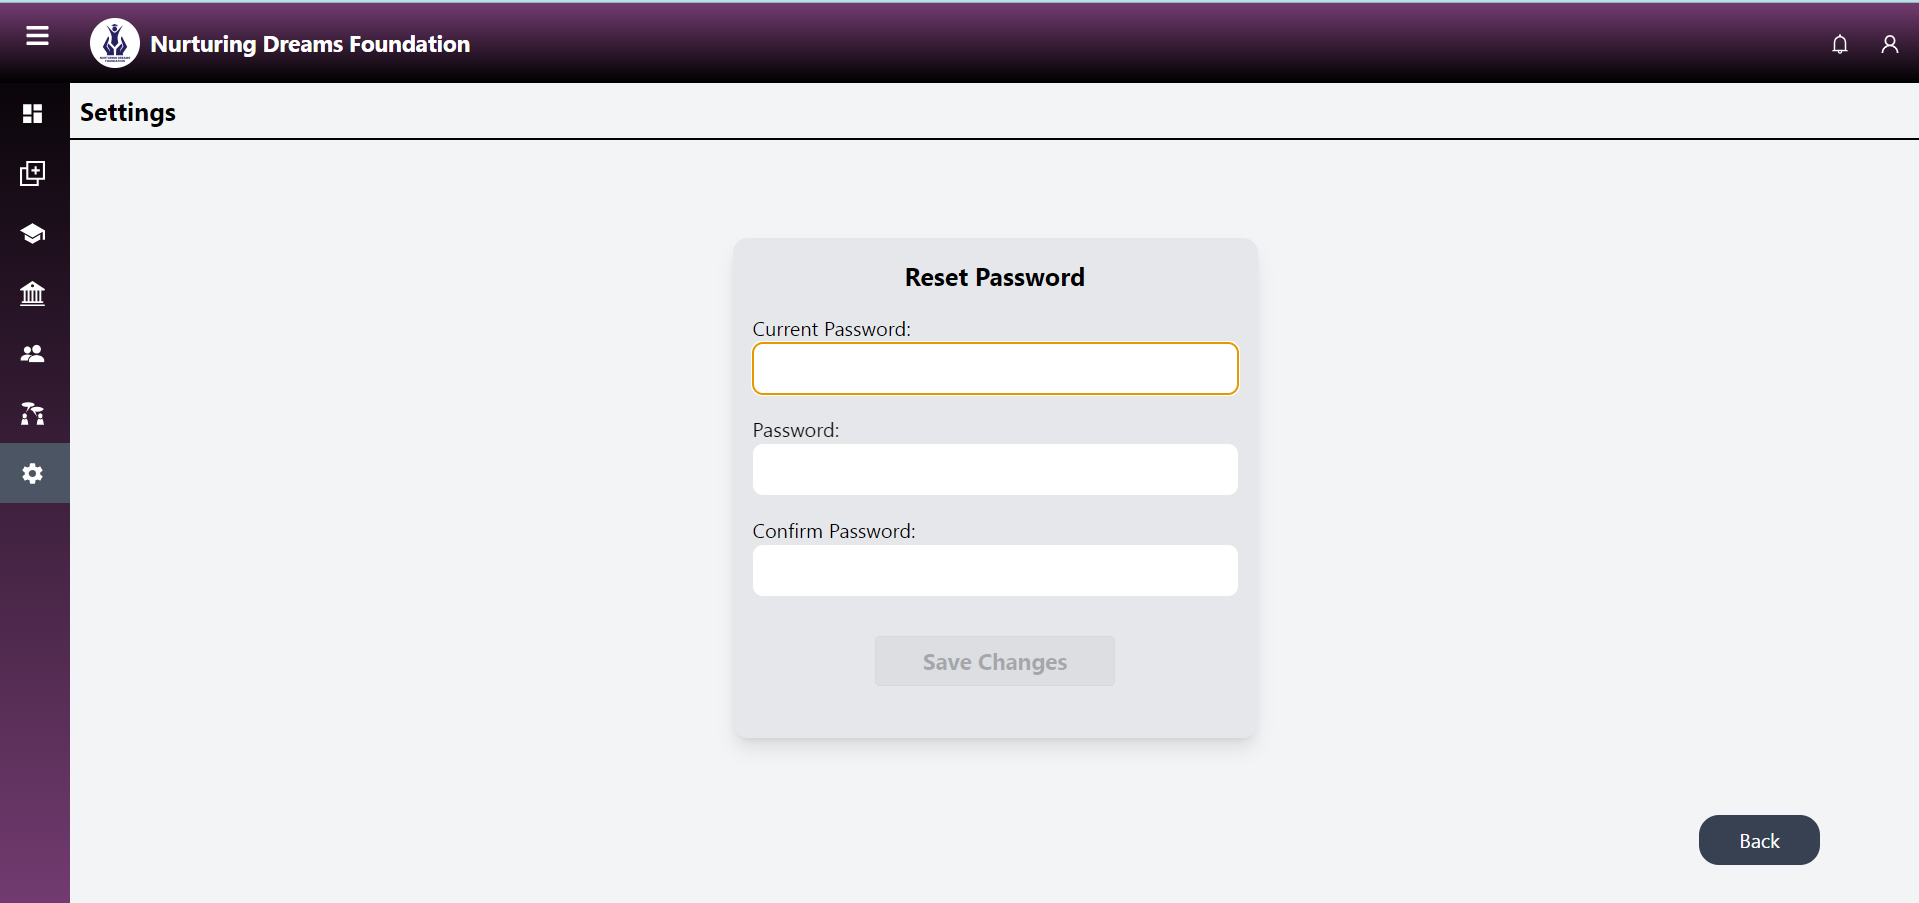 Nurturing Dreams Foundation
Settings
Reset Password
Current Password:
Password:
Confirm Password:
Save Changes
Back